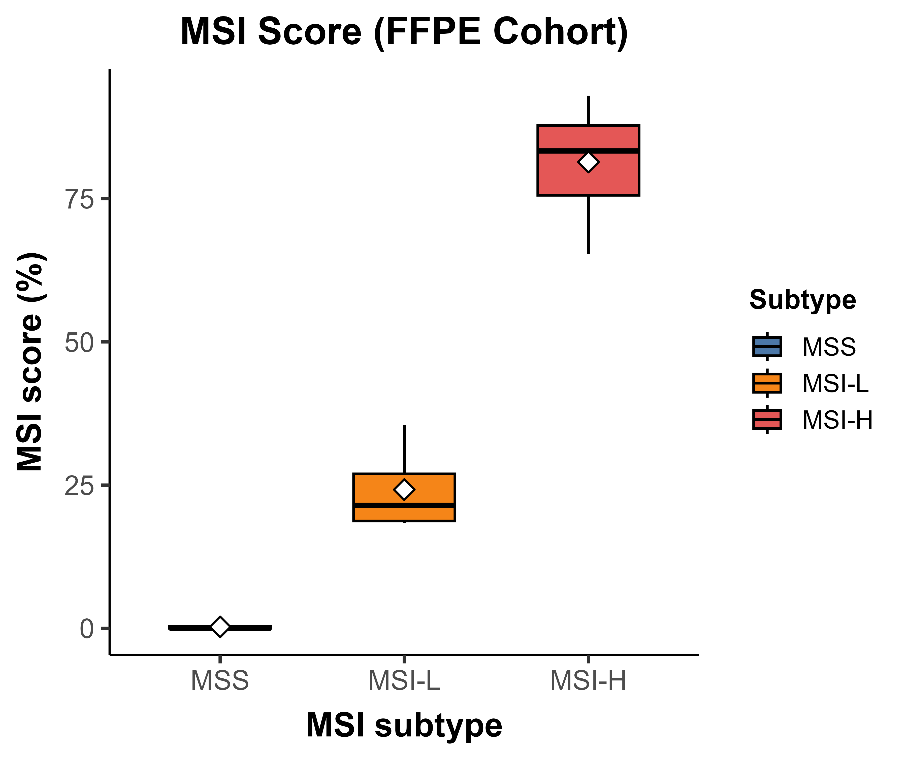 MSI Score (FFPE Cohort)
MSI score (%)
75
50
25
0
MSS
MSI-L
MSI-H
MSI subtype
Subtype
MSS
MSI-L
MSI-H